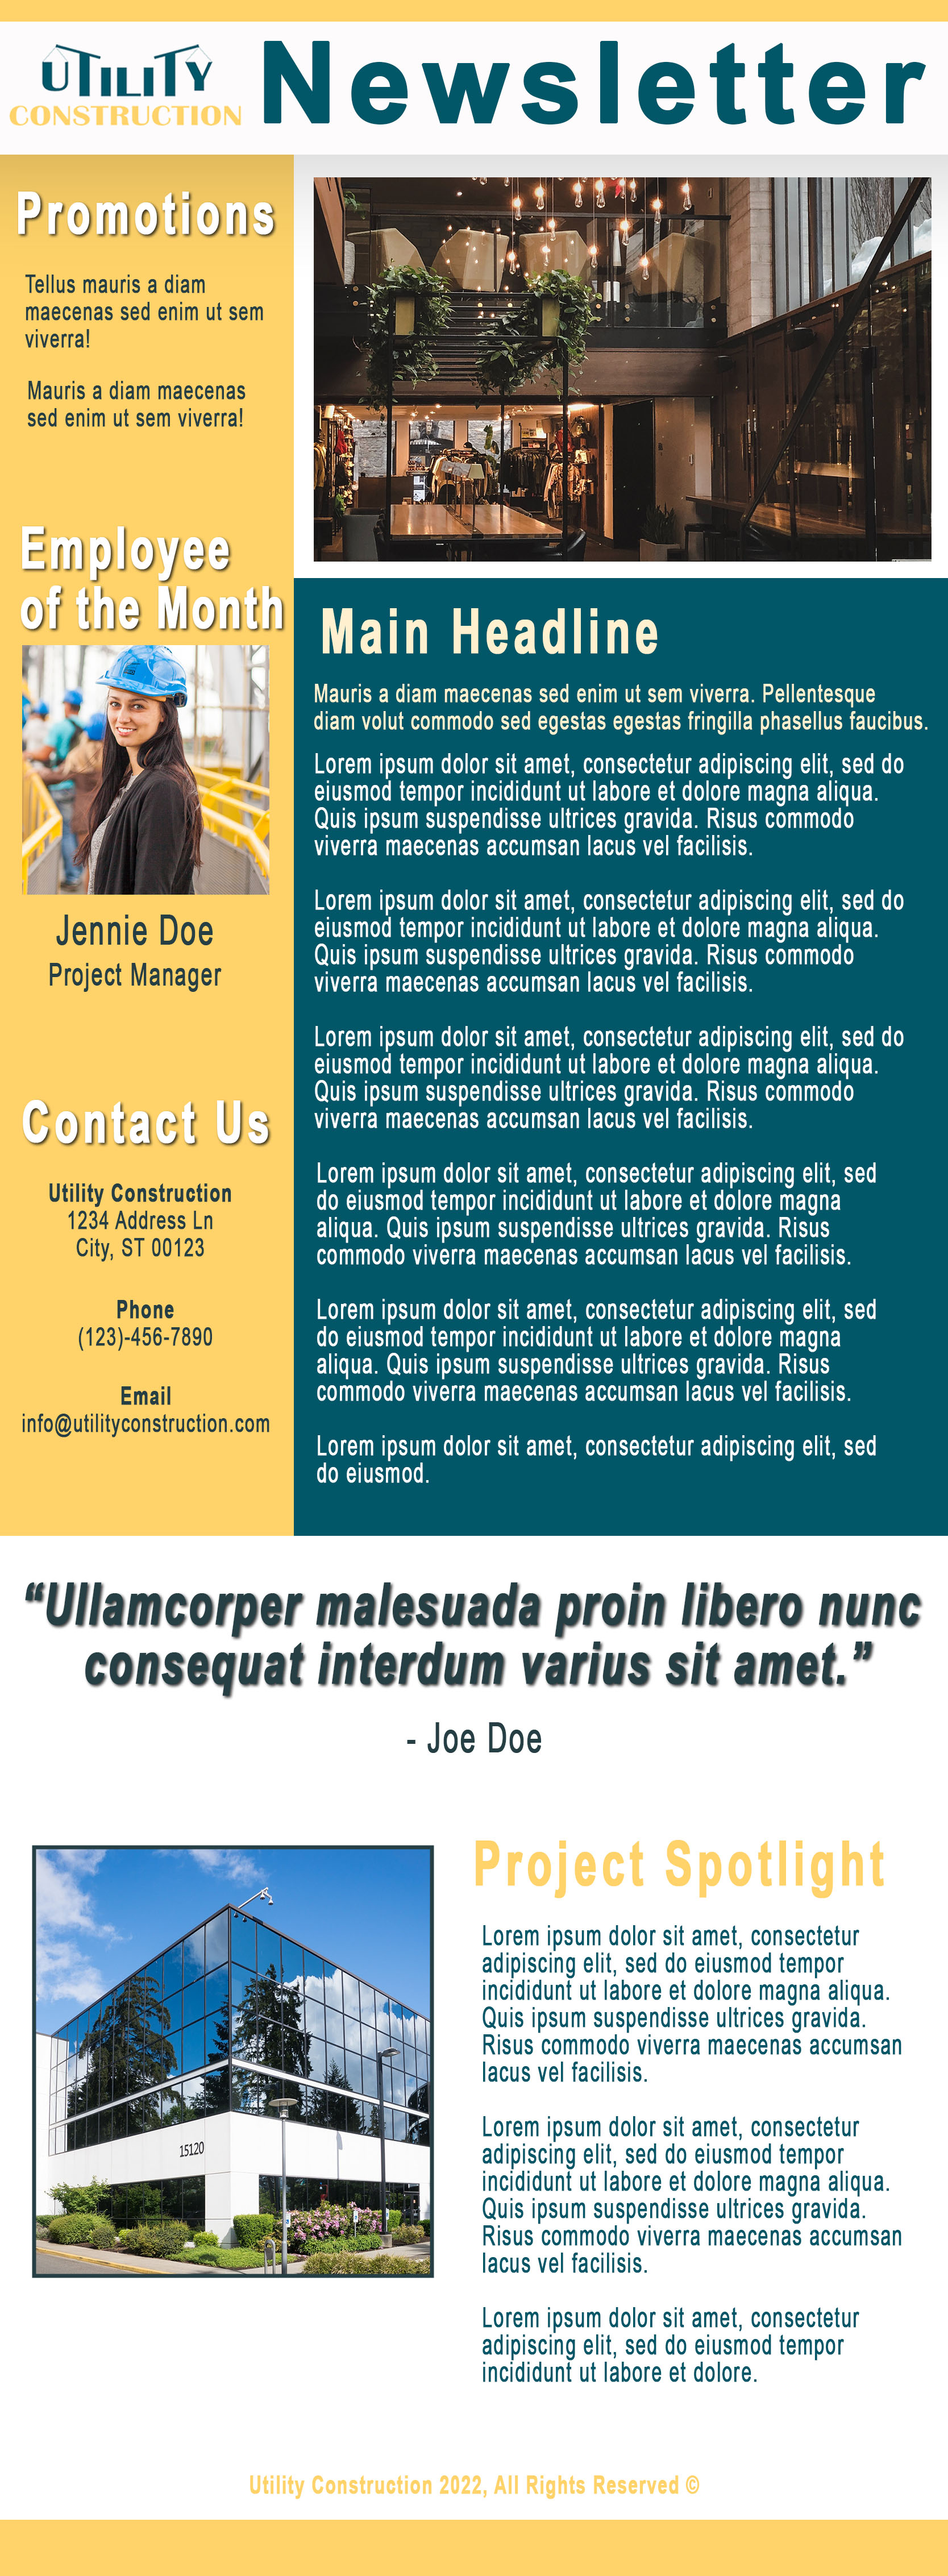 UTILITY
CONSTRUCTION
Newsletter
Promotions
Tellus mauris a diam
maecenas sed enim ut sem
viverra!
Mauris a diam maecenas
sed enim ut sem viverra!
Employee
of the Month
Jennie Doe
Project Manager
Contact Us
Utility Construction
1234 Address Ln
City, ST 00123
Phone
(123)-456-7890
Email
info@utilityconstruction.com
Main Headline
Mauris a diam maecenas sed enim ut sem viverra. Pellentesque
diam volut commodo sed egestas egestas fringilla phasellus faucibus.
Lorem ipsum dolor sit amet, consectetur adipiscing elit, sed do
eiusmod tempor incididunt ut labore et dolore magna aliqua.
Quis ipsum suspendisse ultrices gravida. Risus commodo
viverra maecenas accumsan lacus vel facilisis.
Lorem ipsum dolor sit amet, consectetur adipiscing elit, sed do
eiusmod tempor incididunt ut labore et dolore magna aliqua.
Quis ipsum suspendisse ultrices gravida. Risus commodo
viverra maecenas accumsan lacus vel facilisis.
Lorem ipsum dolor sit amet, consectetur adipiscing elit, sed do
eiusmod tempor incididunt ut labore et dolore magna aliqua.
Quis ipsum suspendisse ultrices gravida. Risus commodo
viverra maecenas accumsan lacus vel facilisis.
Lorem ipsum dolor sit amet, consectetur adipiscing elit, sed
do eiusmod tempor incididunt ut labore et dolore magna
aliqua. Quis ipsum suspendisse ultrices gravida. Risus
commodo viverra maecenas accumsan lacus vel facilisis.
Lorem ipsum dolor sit amet, consectetur adipiscing elit, sed
do eiusmod tempor incididunt ut labore et dolore magna
aliqua. Quis ipsum suspendisse ultrices gravida. Risus
commodo viverra maecenas accumsan lacus vel facilisis.
Lorem ipsum dolor sit amet, consectetur adipiscing elit, sed
do eiusmod.
“Ullamcorper malesuada proin libero nunc
consequat interdum varius sit amet.”
- Joe Doe
15120
Project Spotlight
Lorem ipsum dolor sit amet, consectetur
adipiscing elit, sed do eiusmod tempor
incididunt ut labore et dolore magna aliqua.
Quis ipsum suspendisse ultrices gravida.
Risus commodo viverra maecenas accumsan
lacus vel facilisis.
Lorem ipsum dolor sit amet, consectetur
adipiscing elit, sed do eiusmod tempor
incididunt ut labore et dolore magna aliqua.
Quis ipsum suspendisse ultrices gravida.
Risus commodo viverra maecenas accumsan
lacus vel facilisis.
Lorem ipsum dolor sit amet, consectetur
adipiscing elit, sed do eiusmod tempor
incididunt ut labore et dolore.
Utility Construction 2022, All Rights Reserved ©